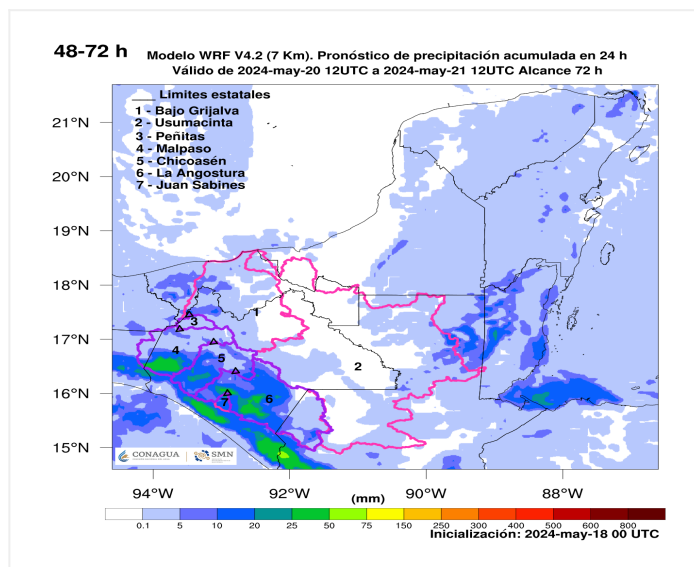 48-72 h
Modelo WRF V4.2 (7 Km). Pronóstico de precipitación acumulada en 24 h
Válido de 2024-may-20 12UTC a 2024-may-21 12UTC Alcance 72 h
Limites estatales
1 - Bajo Grijalva
2 - Usumacinta
3 - Peñitas
4 - Malpaso
5 - Chicoasén
6 - La Angostura
7 - Juan Sabines
21°N
20°N
19°N
18°N
17°N
16°N
15°N
1
2
3
4
5
6
7
CONAGUA
SMN
94°W 92°W 90°W 88°W
(mm)
0.1 5 10 20 25 50 75 150 250 300 400 500 600 800
Inicialización: 2024-may-18 00 UTC